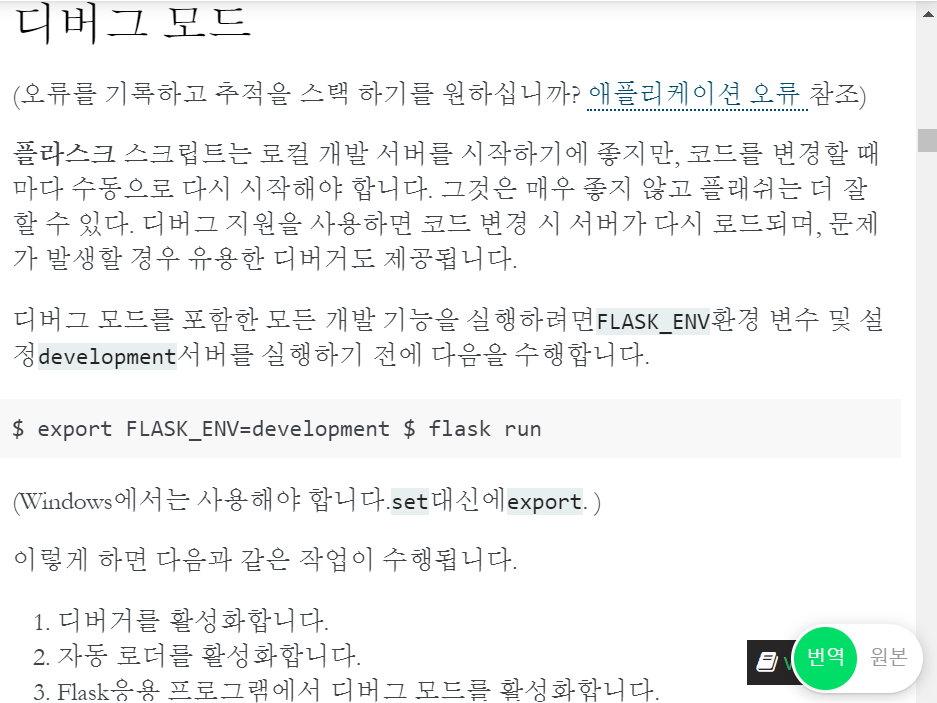 디버그 모드
(오류를 기록하고 추적을 스택 하기를 원하십니까? 애플리케이션 오류 참조)
플라스크 스크립트는 로컬 개발 서버를 시작하기에 좋지만, 코드를 변경할 때
마다 수동으로 다시 시작해야 합니다. 그것은 매우 좋지 않고 플래쉬는 더 잘
할 수 있다. 디버그 지원을 사용하면 코드 변경 시 서버가 다시 로드되며, 문제
가 발생할 경우 유용한 디버거도 제공됩니다.
디버그 모드를 포함한 모든 개발 기능을 실행하려면FLASK_ENV환경 변수 및 설
정development서버를 실행하기 전에 다음을 수행합니다.
$ export FLASK_ENV=development $ flask run
(Windows에서는 사용해야 합니다.set대신에export. )
이렇게 하면 다음과 같은 작업이 수행됩니다.
1. 디버거를 활성화합니다.
2. 자동 로더를 활성화합니다.
3. Flask응용 프로그램에서 디버그 모드를 활성화합니다.
번역 원본